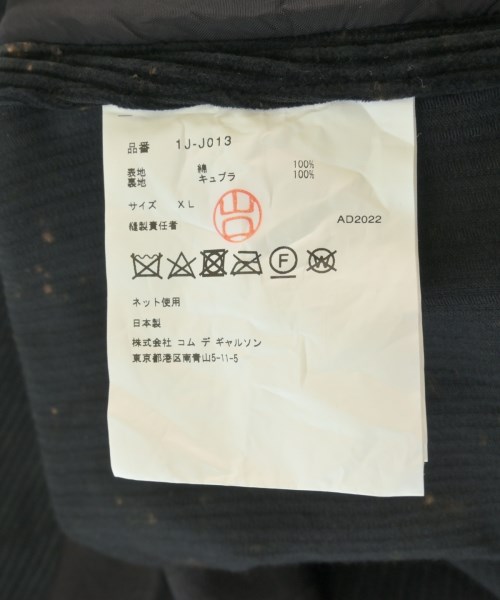 品番 1J-J013
表地 綿 100%
裏地 キュプラ 100%
サイズ XL
山口
縫製責任者 AD2022
F W
ネット使用
日本製
株式会社 コム デ ギャルソン
東京都港区南青山5-11-5